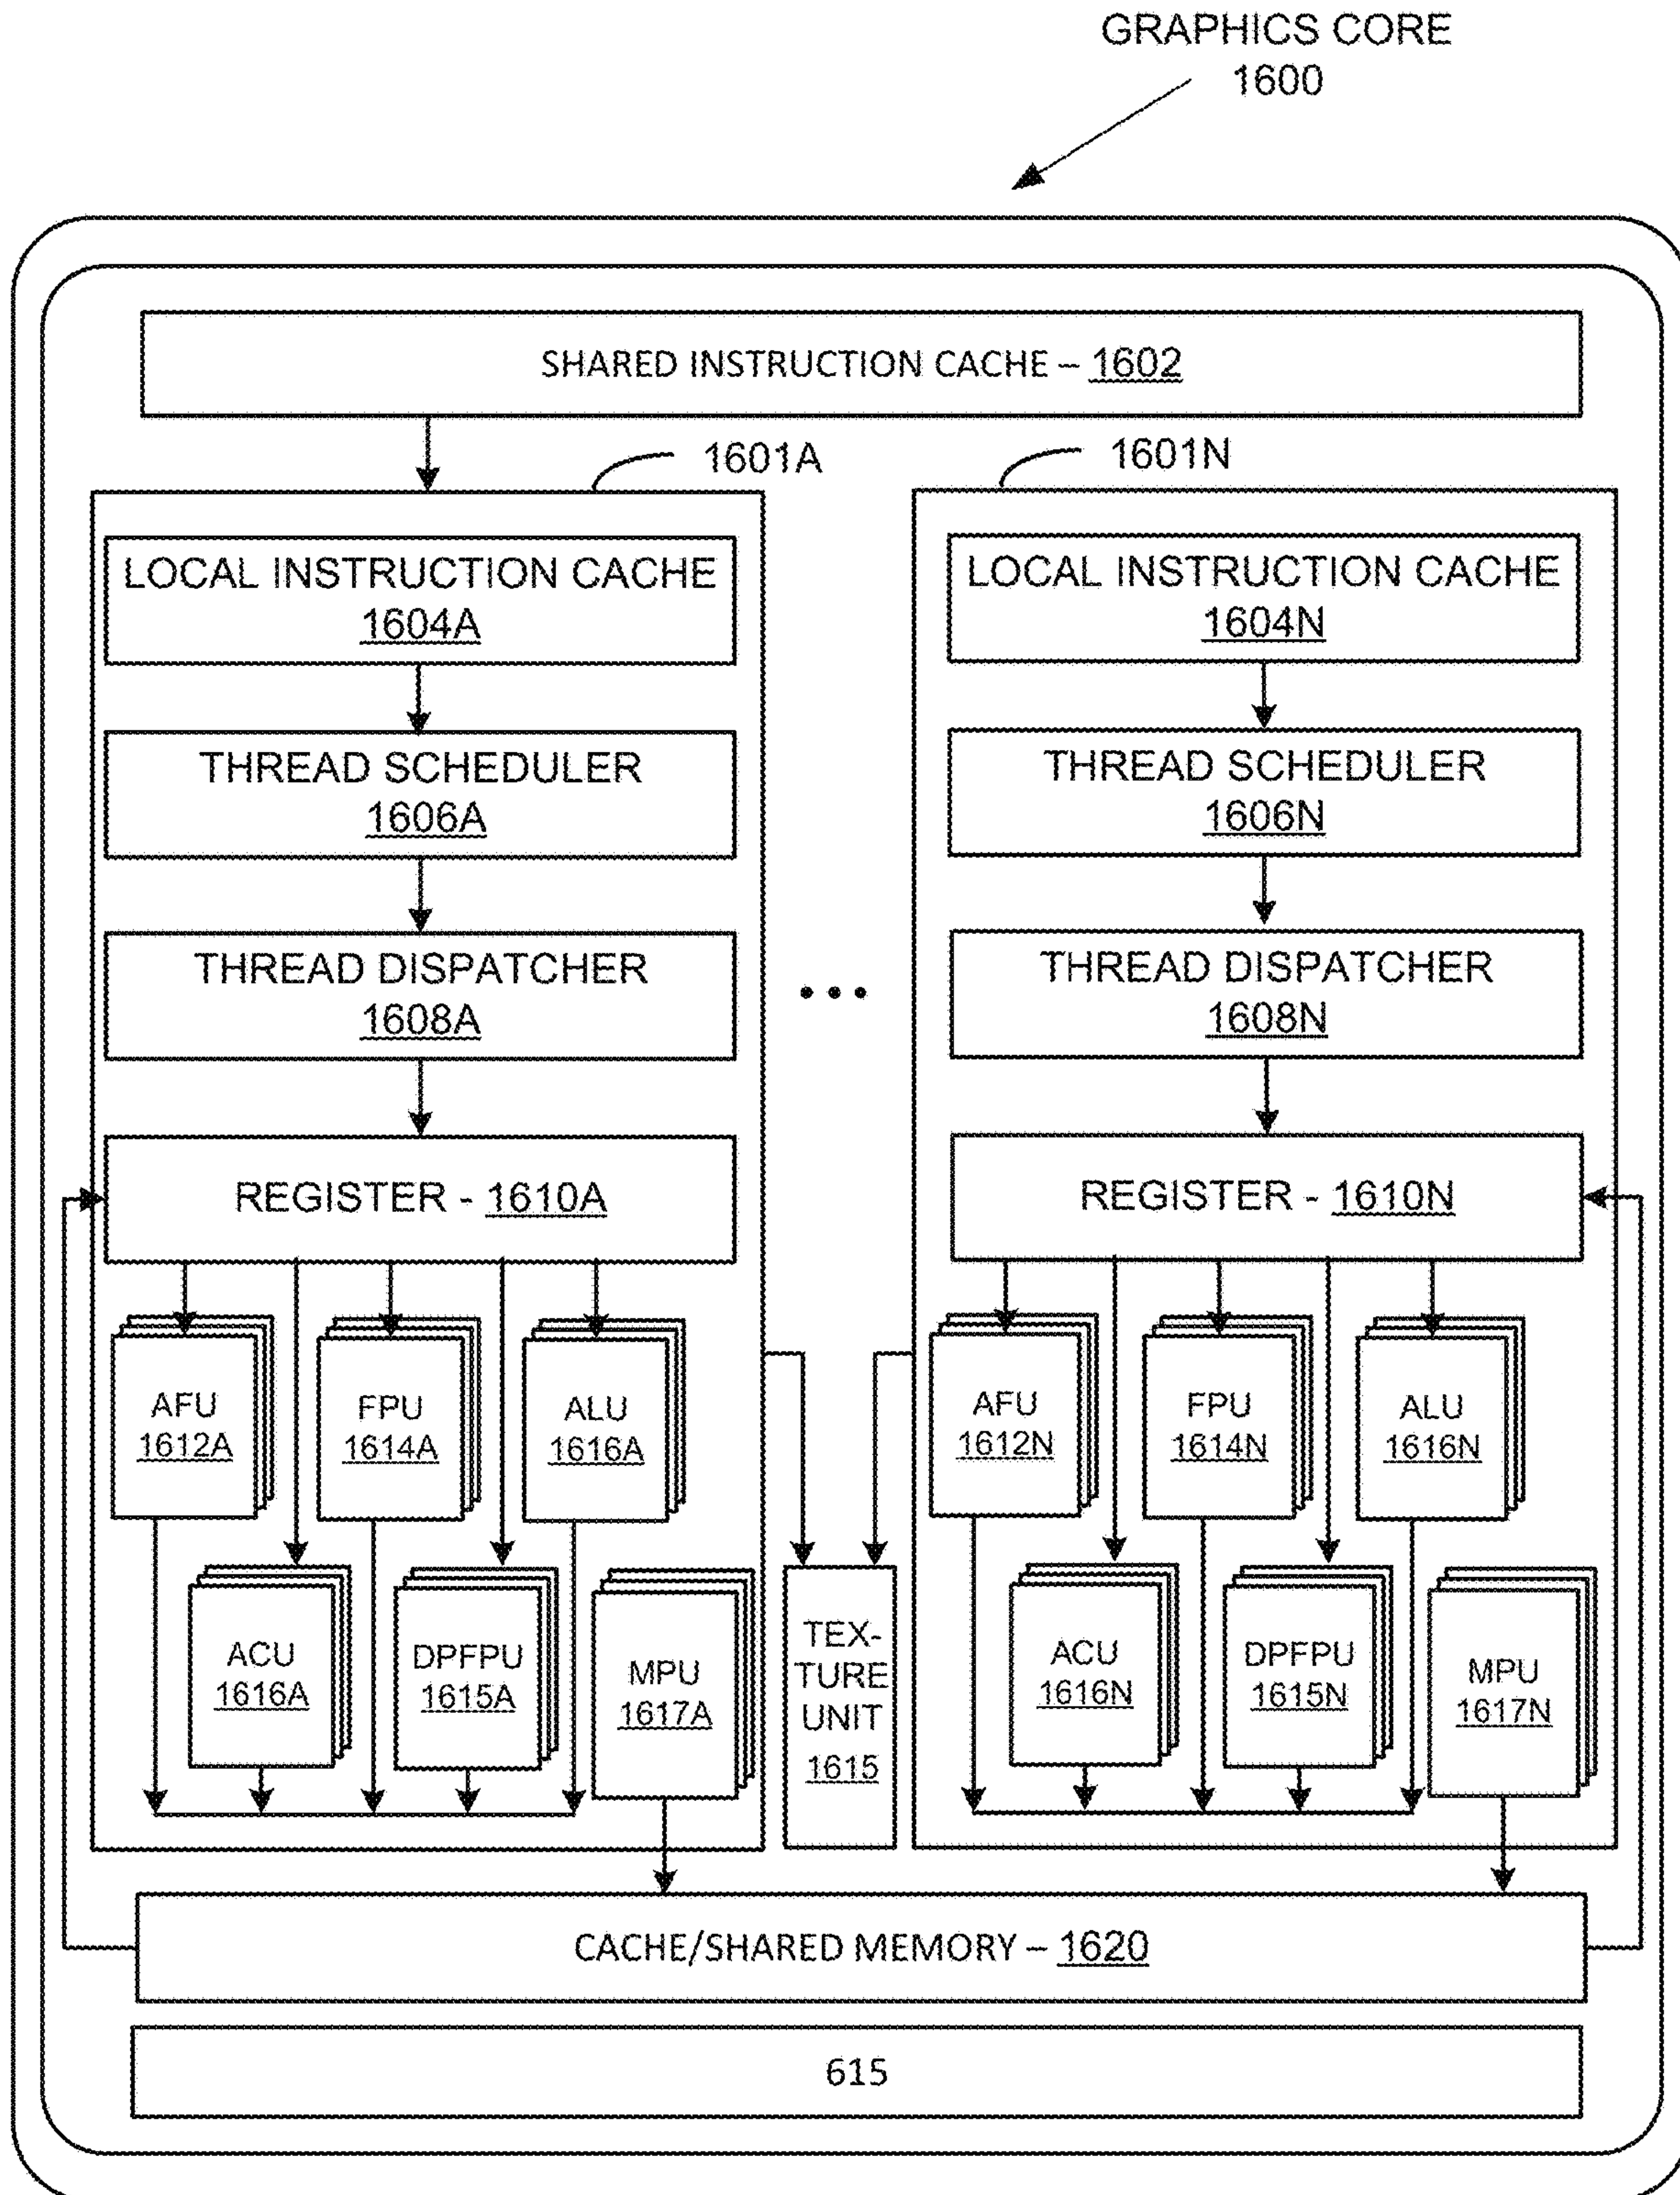 GRAPHICS CORE
1600
SHARED INSTRUCTION CACHE – 1602
1601A
LOCAL INSTRUCTION CACHE
1604A
THREAD SCHEDULER
1606A
THREAD DISPATCHER
1608A
REGISTER - 1610A
AFU
1612A
FPU
1614A
ALU
1616A
ACU
1616A
DPFPU
1615A
MPU
1617A
...
TEX-
TURE
UNIT
1615
1601N
LOCAL INSTRUCTION CACHE
1604N
THREAD SCHEDULER
1606N
THREAD DISPATCHER
1608N
REGISTER - 1610N
AFU
1612N
FPU
1614N
ALU
1616N
ACU
1616N
DPFPU
1615N
MPU
1617N
CACHE/SHARED MEMORY – 1620
615